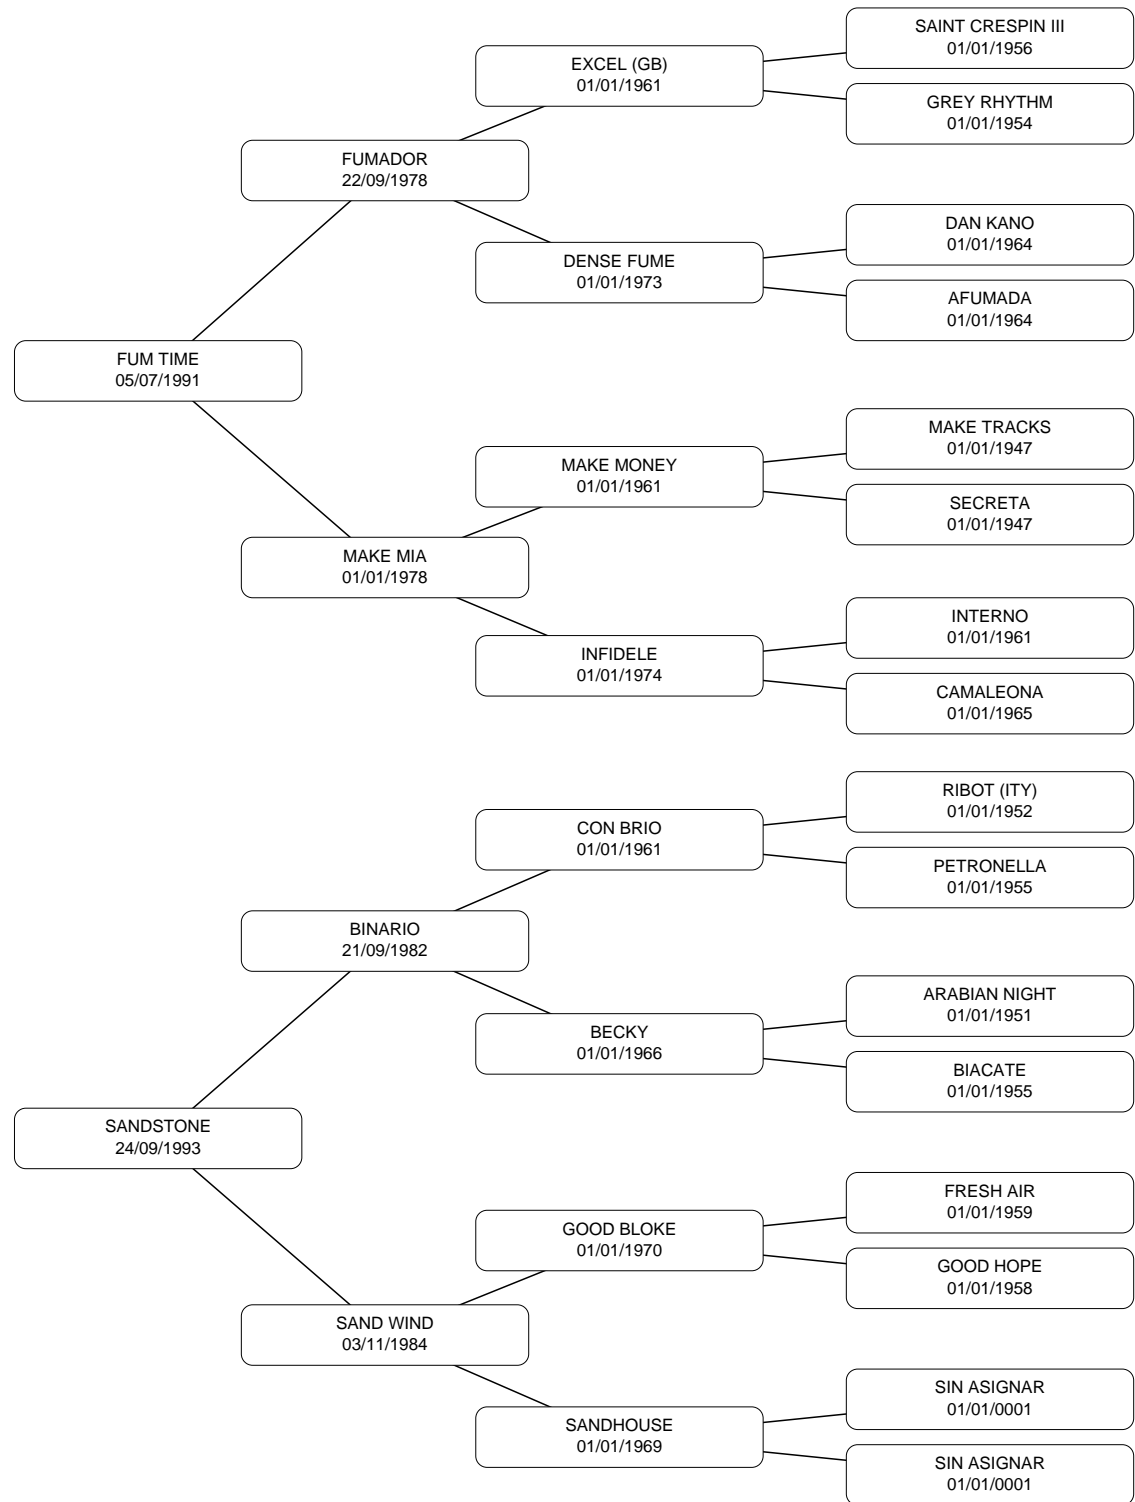 SAINT CRESPIN III
01/01/1956
EXCEL (GB)
01/01/1961
GREY RHYTHM
01/01/1954
FUMADOR
22/09/1978
DAN KANO
01/01/1964
DENSE FUME
01/01/1973
AFUMADA
01/01/1964
FUM TIME
05/07/1991
MAKE TRACKS
01/01/1947
MAKE MONEY
01/01/1961
SECRETA
01/01/1947
MAKE MIA
01/01/1978
INTERNO
01/01/1961
INFIDELE
01/01/1974
CAMALEONA
01/01/1965
RIBOT (ITY)
01/01/1952
CON BRIO
01/01/1961
PETRONELLA
01/01/1955
BINARIO
21/09/1982
ARABIAN NIGHT
01/01/1951
BECKY
01/01/1966
BIACATE
01/01/1955
SANDSTONE
24/09/1993
FRESH AIR
01/01/1959
GOOD BLOKE
01/01/1970
GOOD HOPE
01/01/1958
SAND WIND
03/11/1984
SIN ASIGNAR
01/01/0001
SANDHOUSE
01/01/1969
SIN ASIGNAR
01/01/0001